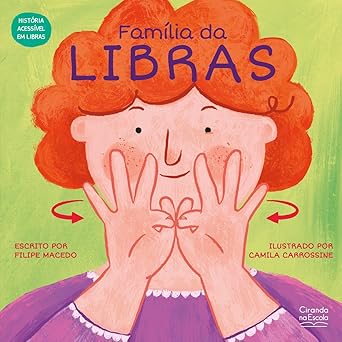 HISTÓRIA
ACESSÍVEL
EM LIBRAS
Família da
LIBRAS
ESCRITO POR
FILIPE MACEDO
ILUSTRADO POR
CAMILA CARROSSINE
Ciranda
na Escola